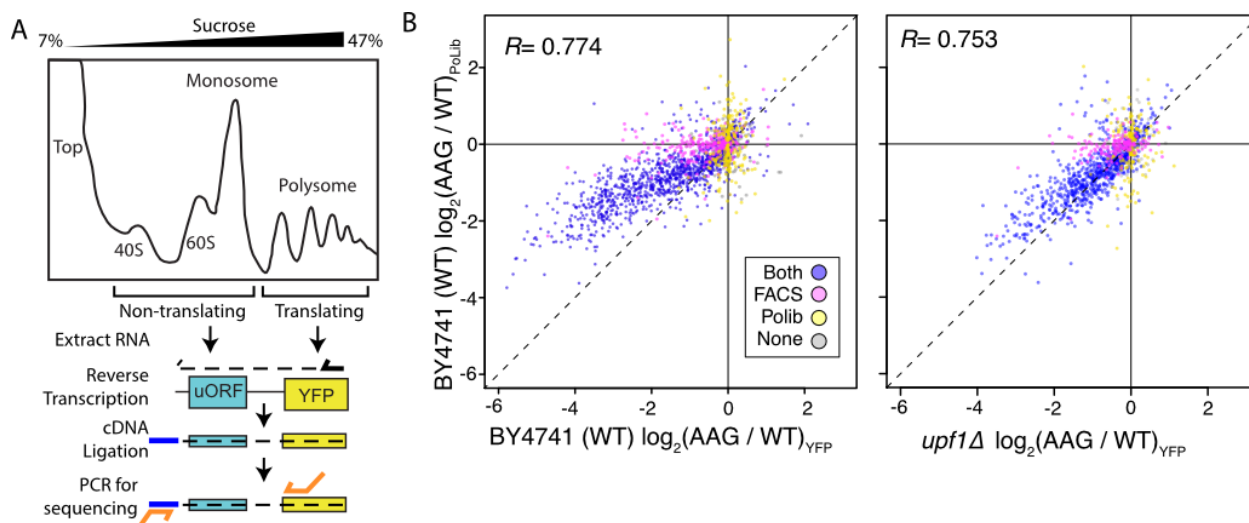 A
Sucrose
7%
47%
Monosome
Top
Polysome
40S
60S
Non-translating
Translating
Extract RNA
Reverse
Transcription
uORF
YFP
cDNA
Ligation
PCR for
sequencing
B
R= 0.774
BY4741 (WT) log2(AAG / WT)PoLib
2
0
-2
-4
-6
Both
FACS
Polib
None
-6
-4
-2
0
2
BY4741 (WT) log2(AAG / WT)YFP
R= 0.753
-6
-4
-2
0
2
upf1Δ log2(AAG / WT)YFP